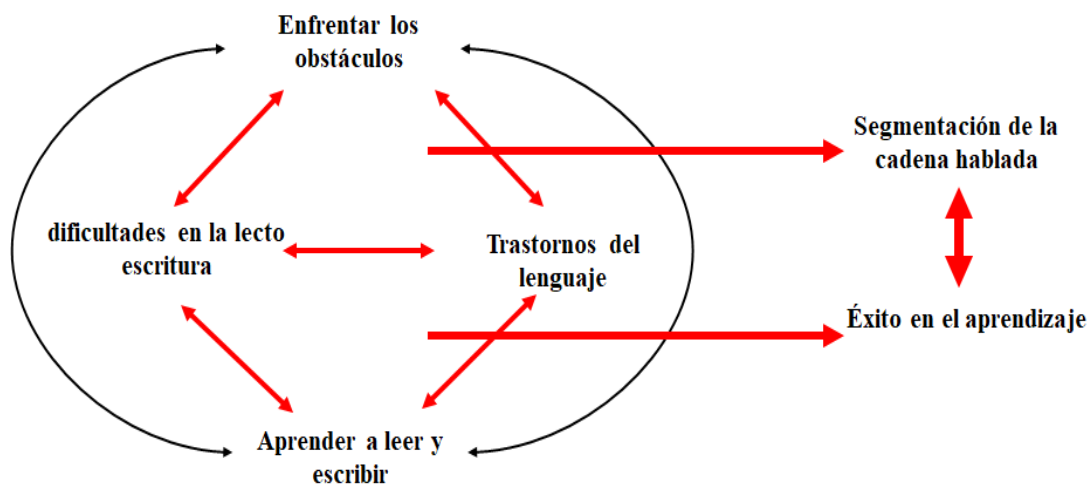 Enfrentar los
obstáculos
Segmentación de la
cadena hablada
dificultades en la lecto
escritura
Trastornos del
lenguaje
Éxito en el aprendizaje
Aprender a leer y
escribir